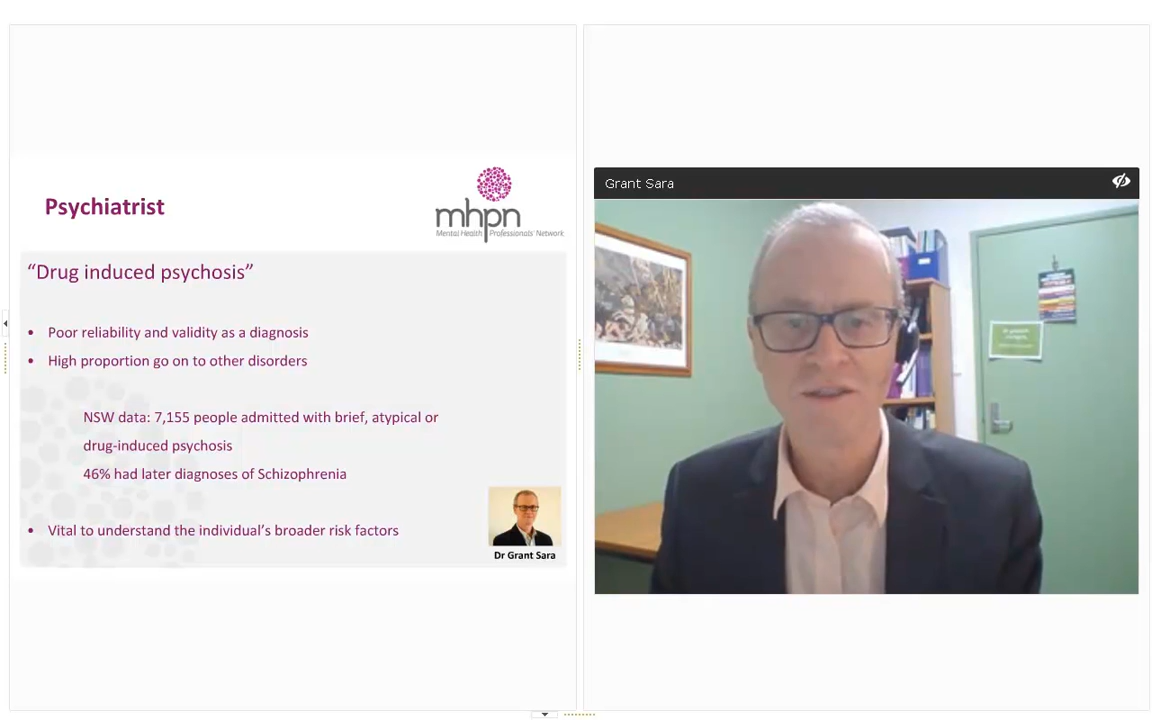 Psychiatrist
mhpn
Mental Health Professionals' Network
“Drug induced psychosis”
• Poor reliability and validity as a diagnosis
• High proportion go on to other disorders
NSW data: 7,155 people admitted with brief, atypical or
drug-induced psychosis
46% had later diagnoses of Schizophrenia
• Vital to understand the individual’s broader risk factors
Dr Grant Sara
Grant Sara